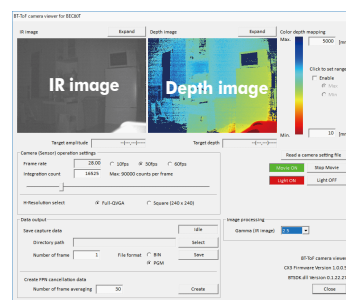 BT-ToF camera viewer for BEC60T
IR image
Expand
Depth image
Expand
Color depth mapping
Max.
5000
IR image
Depth image
Click to set range
Enable
Max
Min
Min.
10
Target amplitude
Target depth
Camera (Sensor) operation settings
Frame rate
28.00
10fps
30fps
60fps
Integration count
16525
Max: 90000 counts per frame
H-Resolution select
Full-QVGA
Square (240 x 240)
Read a camera setting file
Movie ON
Stop Movie
Light ON
Light OFF
Data output
Save capture data
Idle
Directory path
Select
Number of frame
1
File format
BIN
PGM
Save
Create FPN cancellation data
Number of frame averaging
30
Create
Image processing
Gamma (IR image)
2.5
BT-ToF camera viewer
CX3 Firmware Version 1.0.0.
BTSDK.dll Version 0.1.22.2
Close